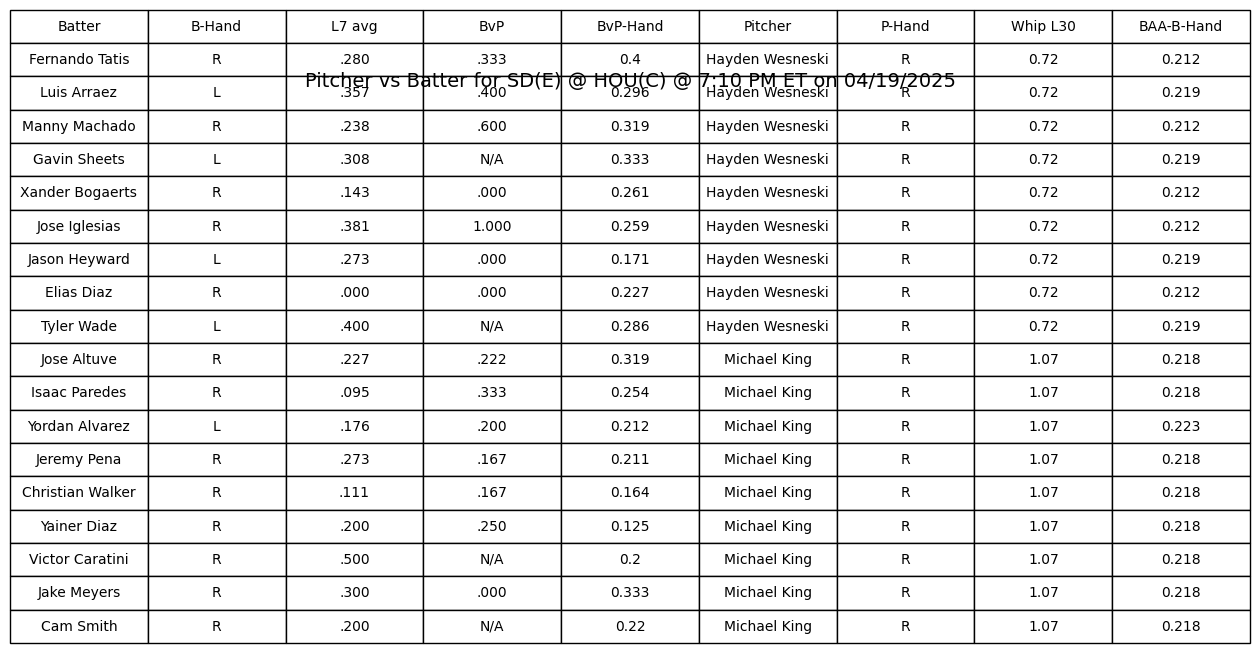 Batter B-Hand L7 avg BvP BvP-Hand Pitcher P-Hand Whip L30 BAA-B-Hand
Fernando Tatis R .280 .333 0.4 Hayden Wesneski R 0.72 0.212
Pitcher vs Batter for SD(E) @ HOU(C) @ 7:10 PM ET on 04/19/2025
Luis Arraez L .357 .400 0.296 Hayden Wesneski R 0.72 0.219
Manny Machado R .238 .600 0.319 Hayden Wesneski R 0.72 0.212
Gavin Sheets L .308 N/A 0.333 Hayden Wesneski R 0.72 0.219
Xander Bogaerts R .143 .000 0.261 Hayden Wesneski R 0.72 0.212
Jose Iglesias R .381 1.000 0.259 Hayden Wesneski R 0.72 0.212
Jason Heyward L .273 .000 0.171 Hayden Wesneski R 0.72 0.219
Elias Diaz R .000 .000 0.227 Hayden Wesneski R 0.72 0.212
Tyler Wade L .400 N/A 0.286 Hayden Wesneski R 0.72 0.219
Jose Altuve R .227 .222 0.319 Michael King R 1.07 0.218
Isaac Paredes R .095 .333 0.254 Michael King R 1.07 0.218
Yordan Alvarez L .176 .200 0.212 Michael King R 1.07 0.223
Jeremy Pena R .273 .167 0.211 Michael King R 1.07 0.218
Christian Walker R .111 .167 0.164 Michael King R 1.07 0.218
Yainer Diaz R .200 .250 0.125 Michael King R 1.07 0.218
Victor Caratini R .500 N/A 0.2 Michael King R 1.07 0.218
Jake Meyers R .300 .000 0.333 Michael King R 1.07 0.218
Cam Smith R .200 N/A 0.22 Michael King R 1.07 0.218